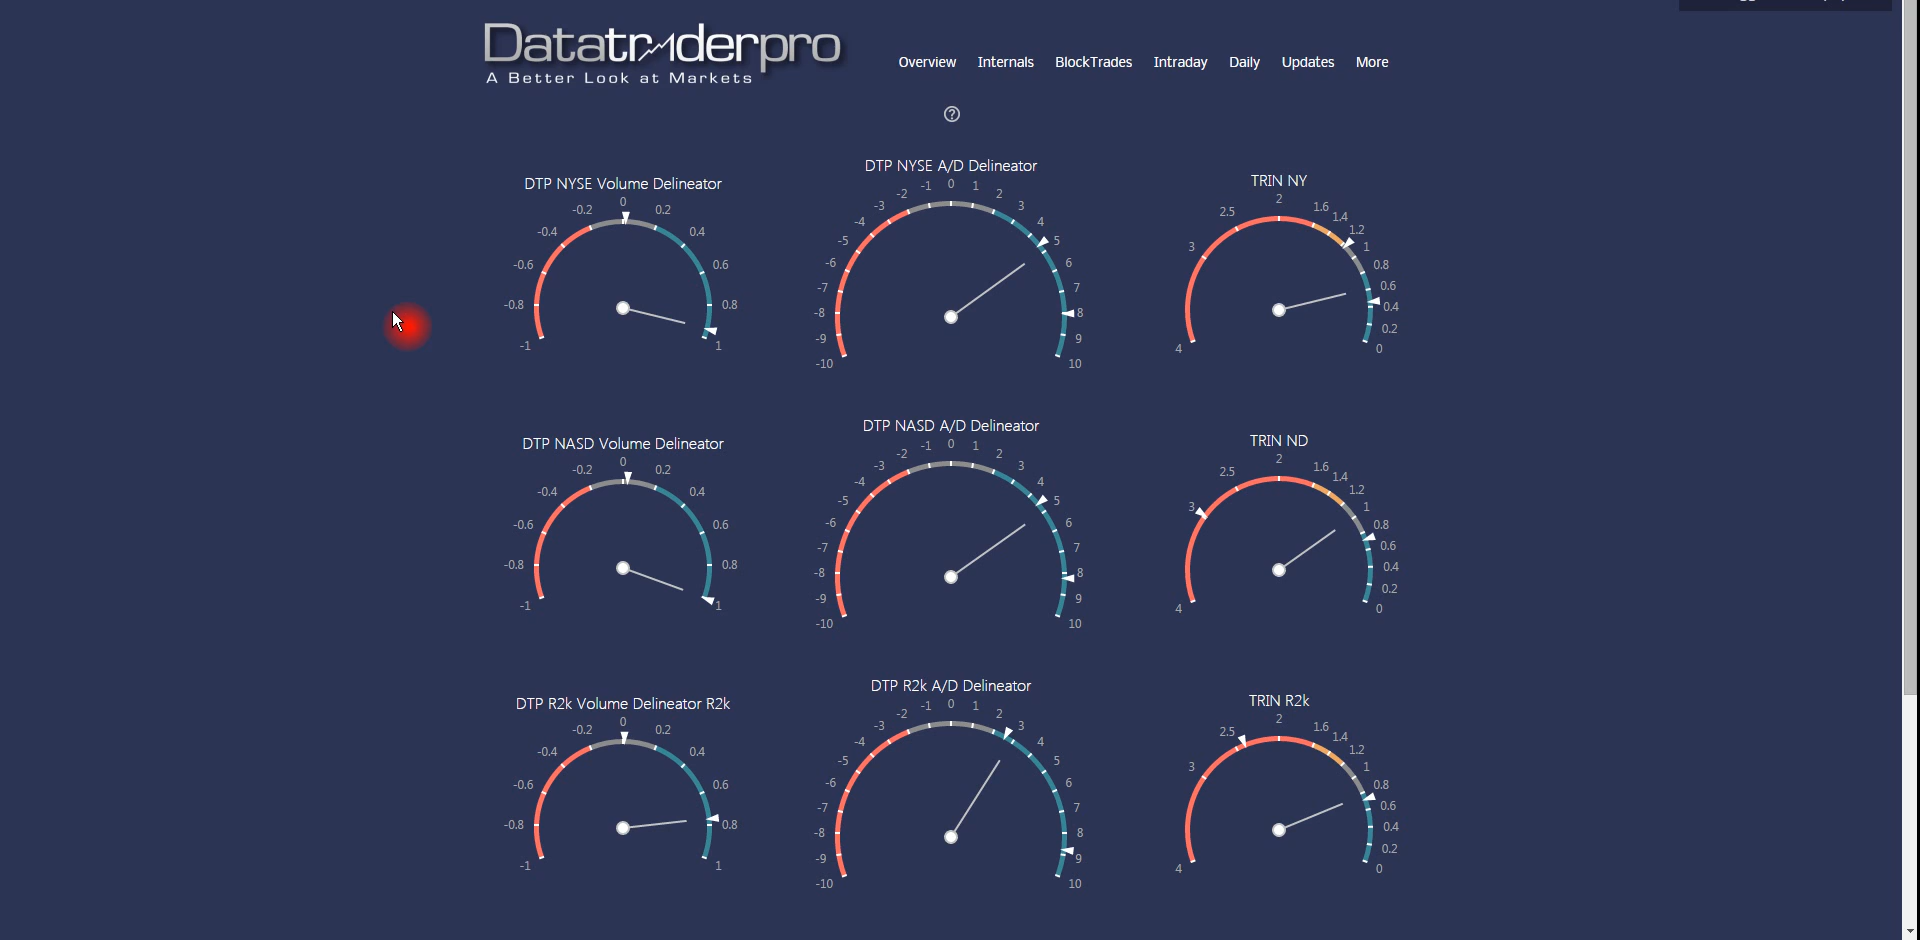 Datatraderpro
A Better Look at Markets
Overview Internals BlockTrades Intraday Daily Updates More
?
DTP NYSE Volume Delineator
-1 -0.8 -0.6 -0.4 -0.2 0 0.2 0.4 0.6 0.8 1
DTP NYSE A/D Delineator
-10 -9 -8 -7 -6 -5 -4 -3 -2 -1 0 1 2 3 4 5 6 7 8 9 10
TRIN NY
4 3 2.5 2 1.6 1.4 1.2 1 0.8 0.6 0.4 0.2 0
DTP NASD Volume Delineator
-1 -0.8 -0.6 -0.4 -0.2 0 0.2 0.4 0.6 0.8 1
DTP NASD A/D Delineator
-10 -9 -8 -7 -6 -5 -4 -3 -2 -1 0 1 2 3 4 5 6 7 8 9 10
TRIN ND
4 3 2.5 2 1.6 1.4 1.2 1 0.8 0.6 0.4 0.2 0
DTP R2k Volume Delineator R2k
-1 -0.8 -0.6 -0.4 -0.2 0 0.2 0.4 0.6 0.8 1
DTP R2k A/D Delineator
-10 -9 -8 -7 -6 -5 -4 -3 -2 -1 0 1 2 3 4 5 6 7 8 9 10
TRIN R2k
4 3 2.5 2 1.6 1.4 1.2 1 0.8 0.6 0.4 0.2 0